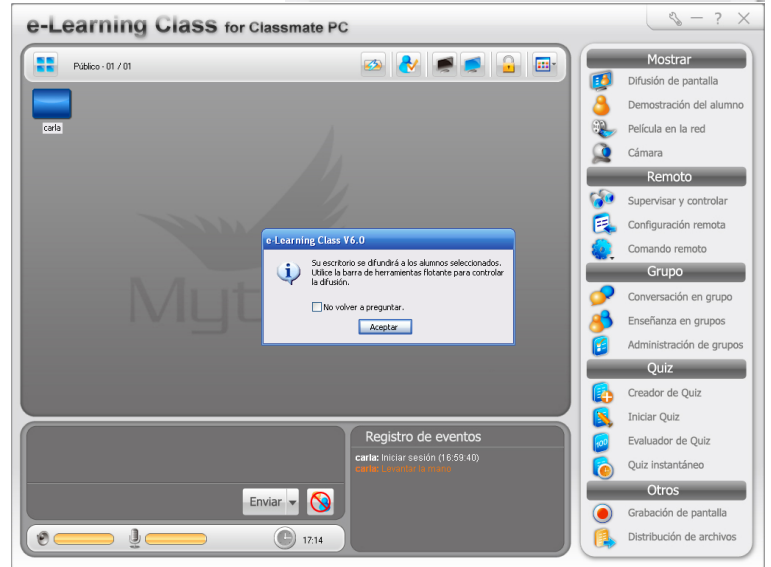 e-Learning Class for Classmate PC
Público - 01 / 01
carla
e-Learning Class V6.0
Su escritorio se difundirá a los alumnos seleccionados.
Utilice la barra de herramientas flotante para controlar
la difusión.
No volver a preguntar.
Aceptar
Registro de eventos
carla: Iniciar sesión (16:59:40)
carla: Levantar la mano
Enviar
17:14
Mostrar
Difusión de pantalla
Demostración del alumno
Película en la red
Cámara
Remoto
Supervisar y controlar
Configuración remota
Comando remoto
Grupo
Conversación en grupo
Enseñanza en grupos
Administración de grupos
Quiz
Creador de Quiz
Iniciar Quiz
Evaluador de Quiz
Quiz instantáneo
Otros
Grabación de pantalla
Distribución de archivos